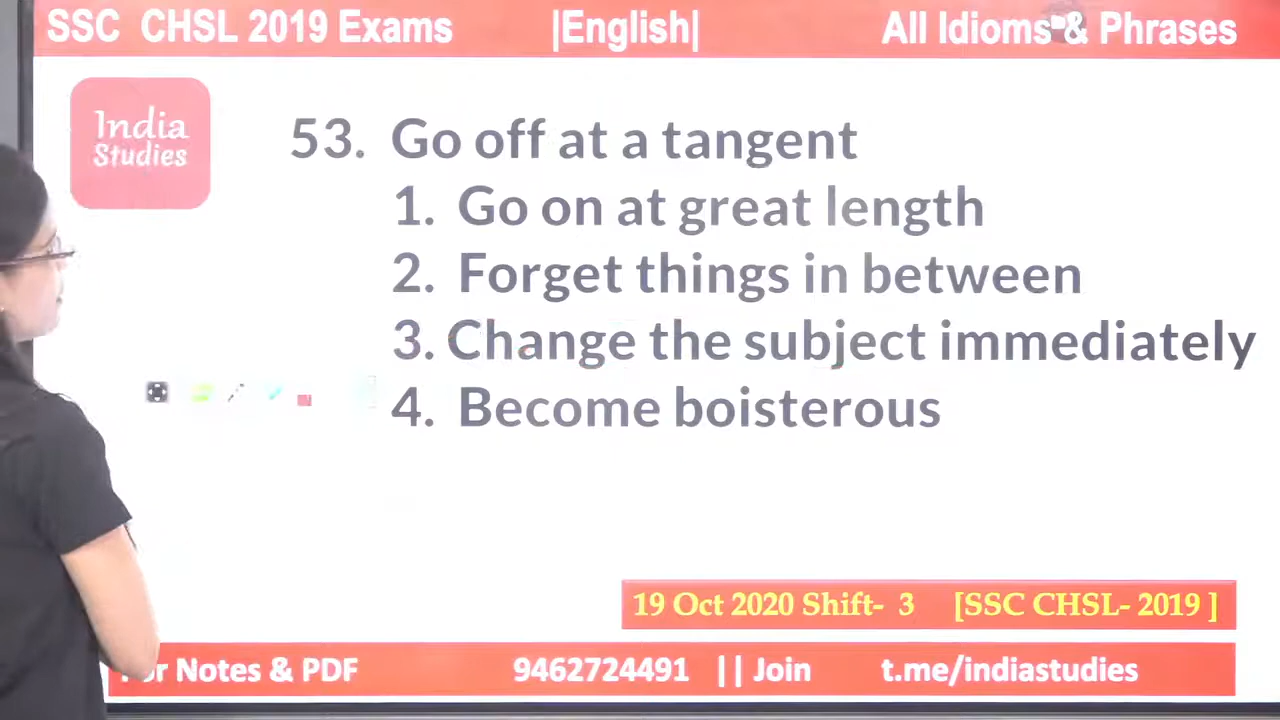 SSC CHSL 2019 Exams |English| All Idioms & Phrases
India
Studies
53. Go off at a tangent
1. Go on at great length
2. Forget things in between
3. Change the subject immediately
4. Become boisterous
19 Oct 2020 Shift- 3 [SSC CHSL- 2019 ]
Notes & PDF 9462724491 || Join t.me/indiastudies